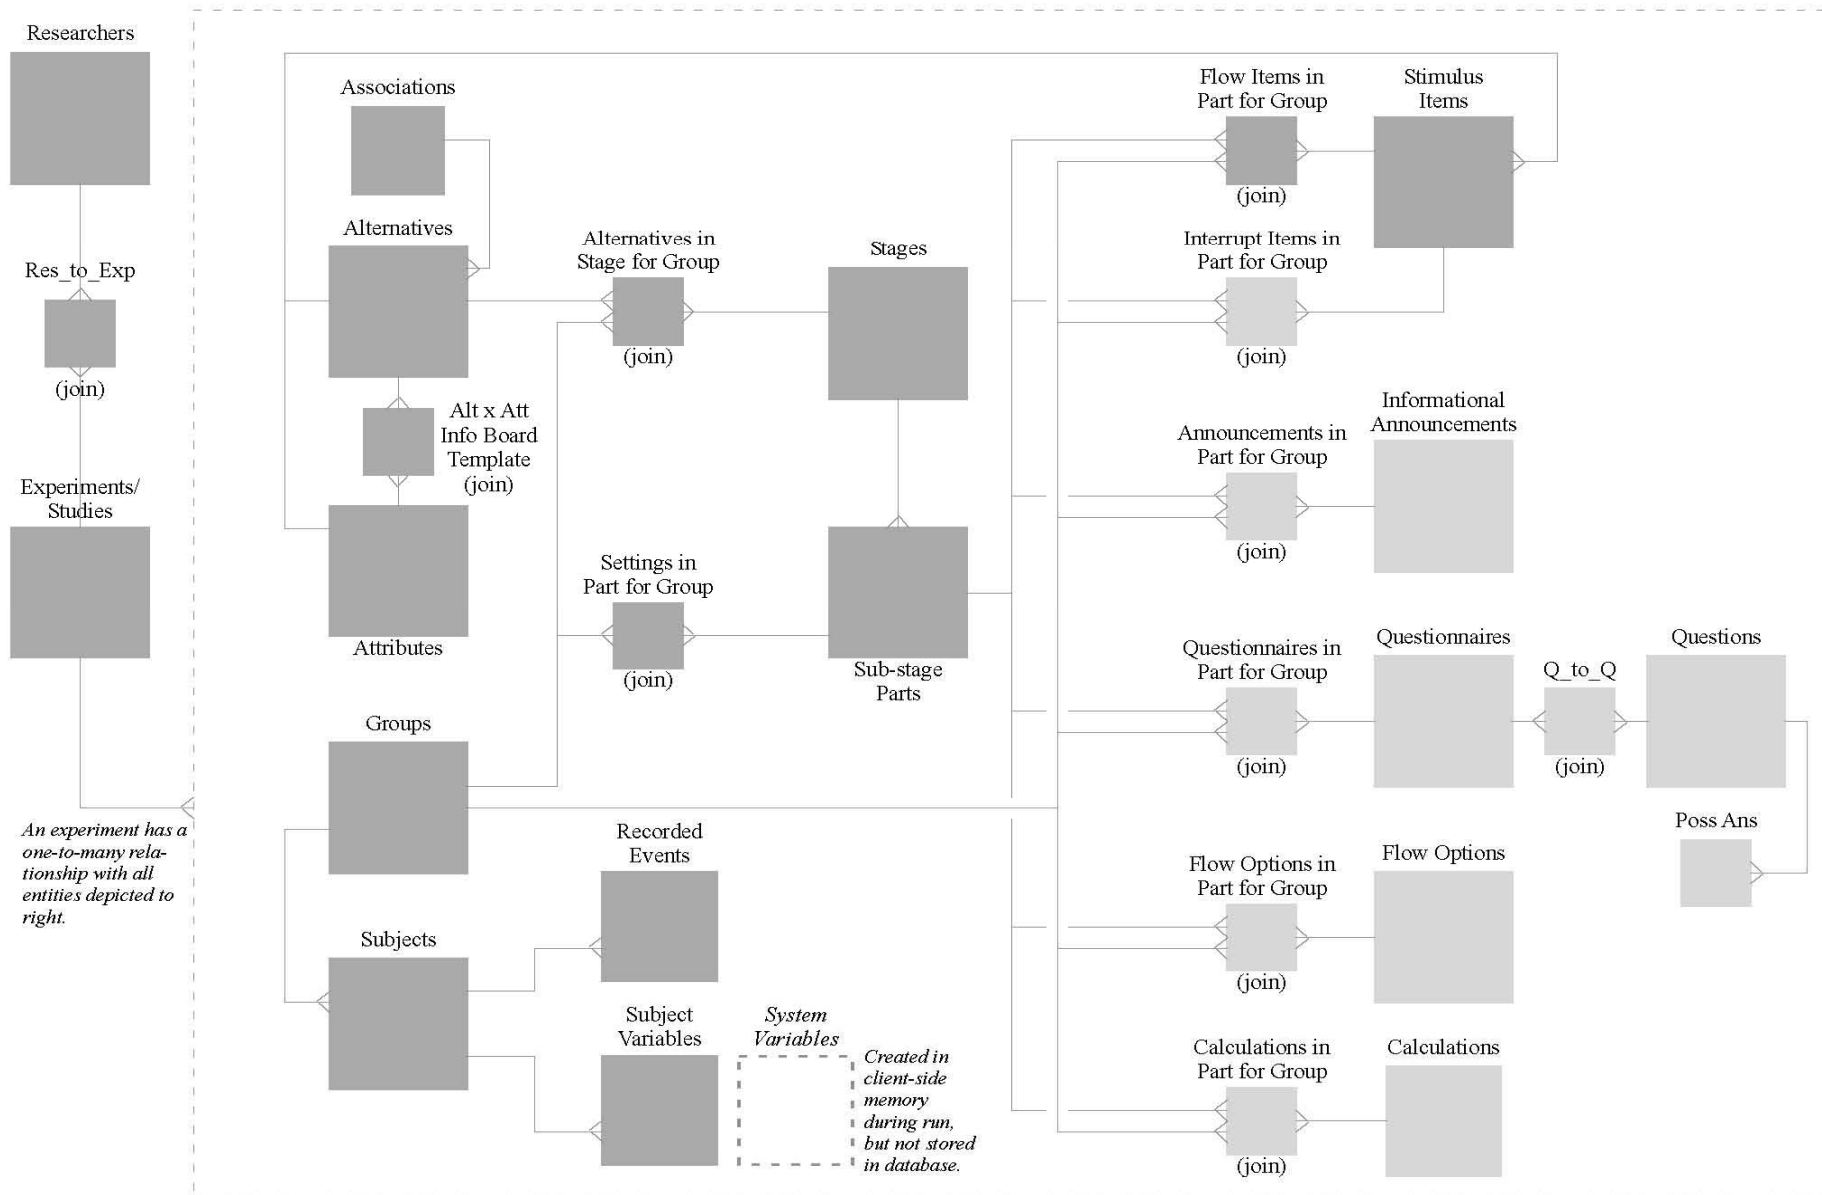 Researchers
Res_to_Exp
(join)
Experiments/
Studies
An experiment has a
one-to-many rela-
tionship with all
entities depicted to
right.
Associations
Alternatives
Alt x Att
Info Board
Template
(join)
Attributes
Groups
Subjects
Alternatives in
Stage for Group
(join)
Settings in
Part for Group
(join)
Recorded
Events
Subject
Variables
System
Variables
Created in
client-side
memory
during run,
but not stored
in database.
Stages
Sub-stage
Parts
Flow Items in
Part for Group
(join)
Stimulus
Items
Interrupt Items in
Part for Group
(join)
Announcements in
Part for Group
(join)
Informational
Announcements
Questionnaires in
Part for Group
(join)
Questionnaires
Q_to_Q
(join)
Questions
Poss Ans
Flow Options in
Part for Group
(join)
Flow Options
Calculations in
Part for Group
(join)
Calculations